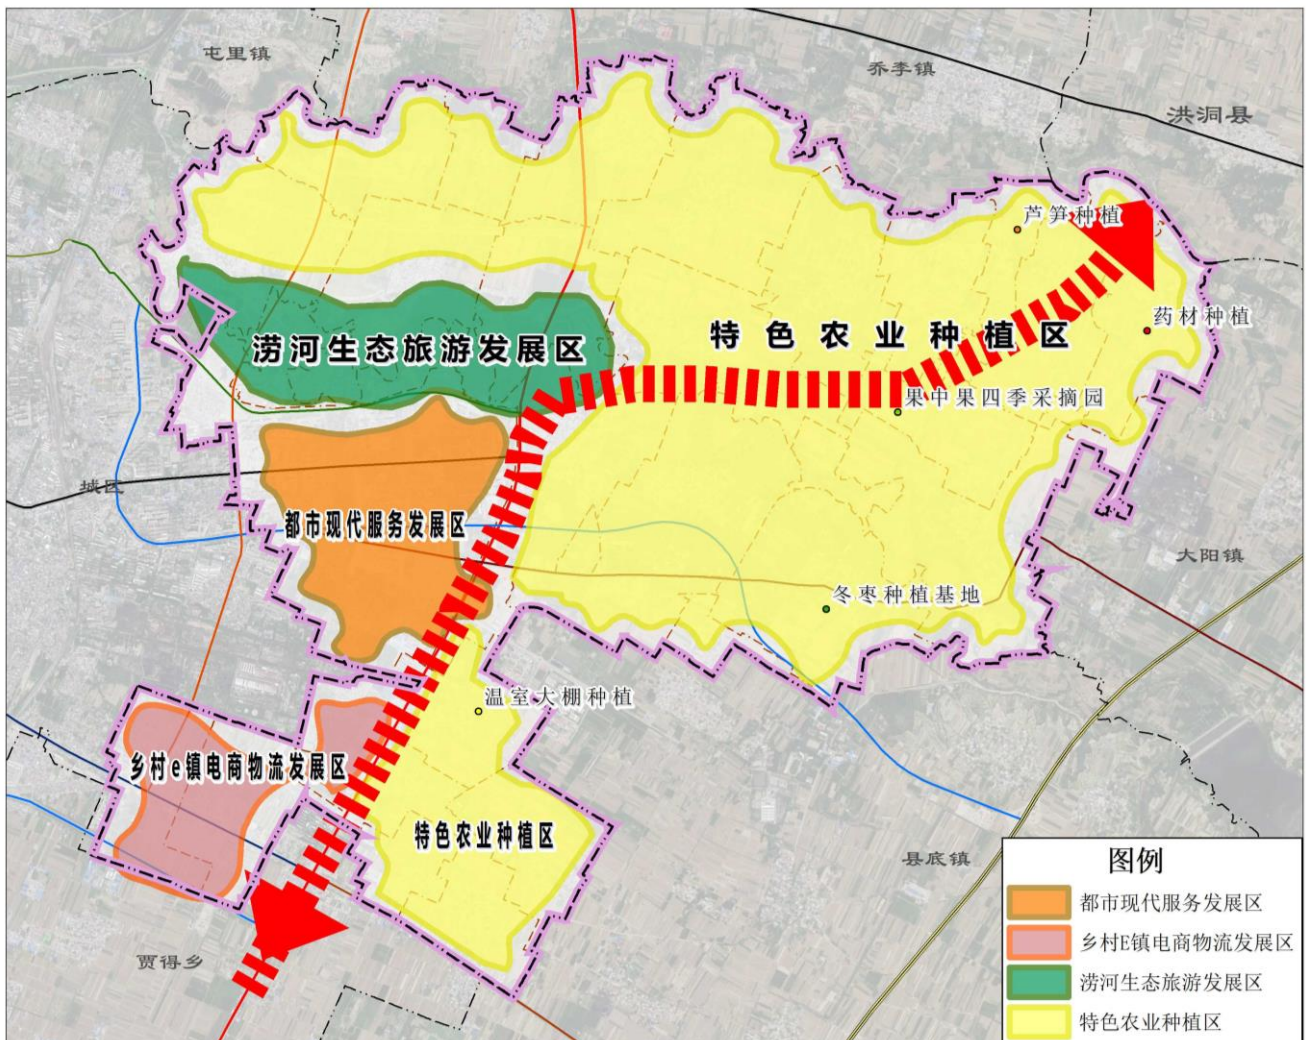 屯里镇
乔李镇
洪洞县
芦笋种植
药材种植
涝河生态旅游发展区
特色农业种植区
果中果四季采摘园
城区
都市现代服务发展区
大阳镇
冬枣种植基地
温室大棚种植
乡村e镇电商物流发展区
特色农业种植区
县底镇
贾得乡
图例
都市现代服务发展区
乡村E镇电商物流发展区
涝河生态旅游发展区
特色农业种植区